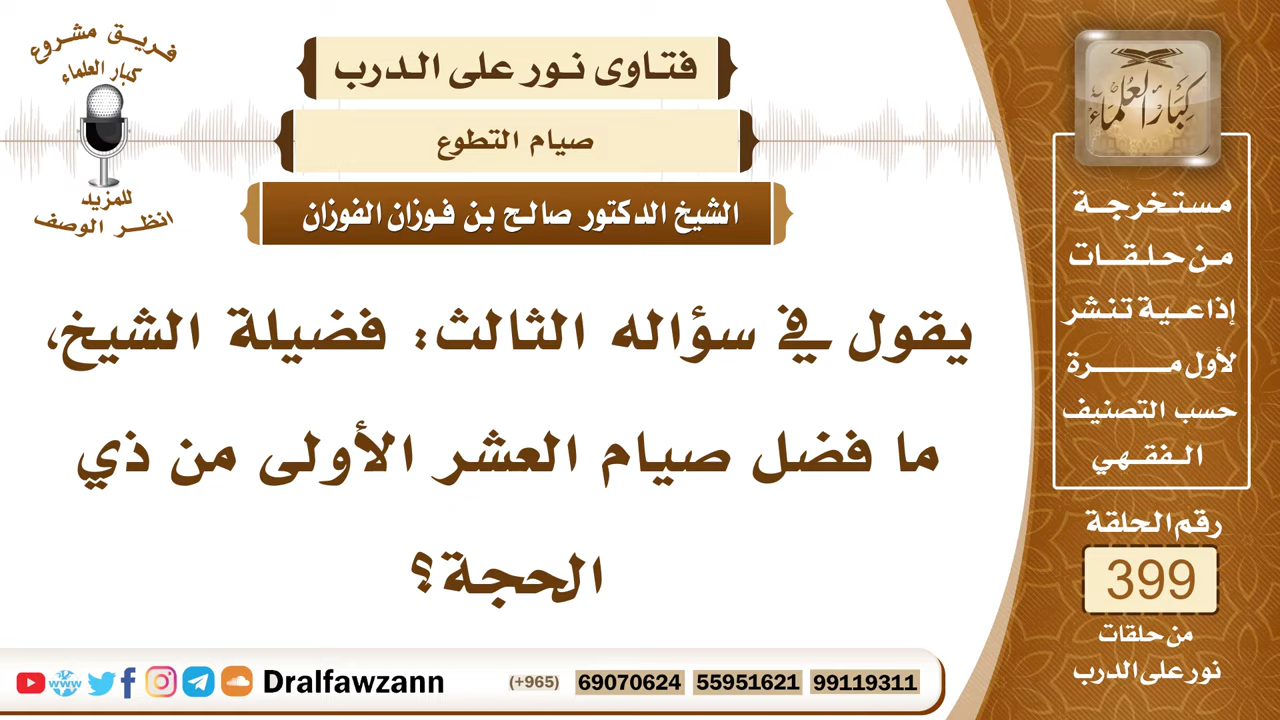 فريق مشروع
كبار العلماء
للمزيد
انظر الوصف
فتاوى نور على الدرب
صيام التطوع
الشيخ الدكتور صالح بن فوزان الفوزان
يقول في سؤاله الثالث: فضيلة الشيخ،
ما فضل صيام العشر الأولى من ذي
الحجة؟
كبار العلماء
مستخرجة
من حلقات
إذاعية تنشر
لأول مرة
حسب التصنيف
الفقهي
رقم الحلقة
399
من حلقات
نور على الدرب
www Dralfawzann (+965) 69070624 55951621 99119311